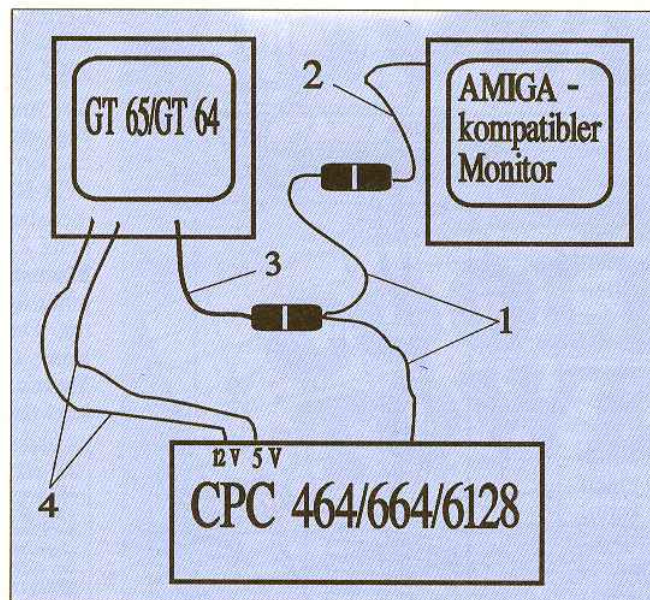 GT 65/GT 64
2
AMIGA -
kompatibler
Monitor
3
1
12 V 5 V
4
CPC 464/664/6128